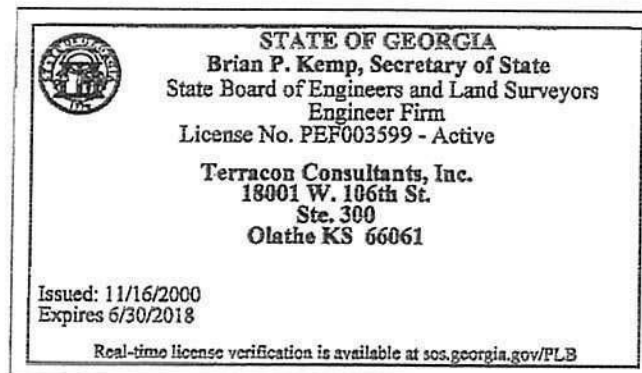 STATE OF GEORGIA
Brian P. Kemp, Secretary of State
State Board of Engineers and Land Surveyors
Engineer Firm
License No. PEF003599 - Active
Terracon Consultants, Inc.
18001 W. 106th St.
Ste. 300
Olathe KS 66061
Issued: 11/16/2000
Expires 6/30/2018
Real-time license verification is available at sos.georgia.gov/PLB